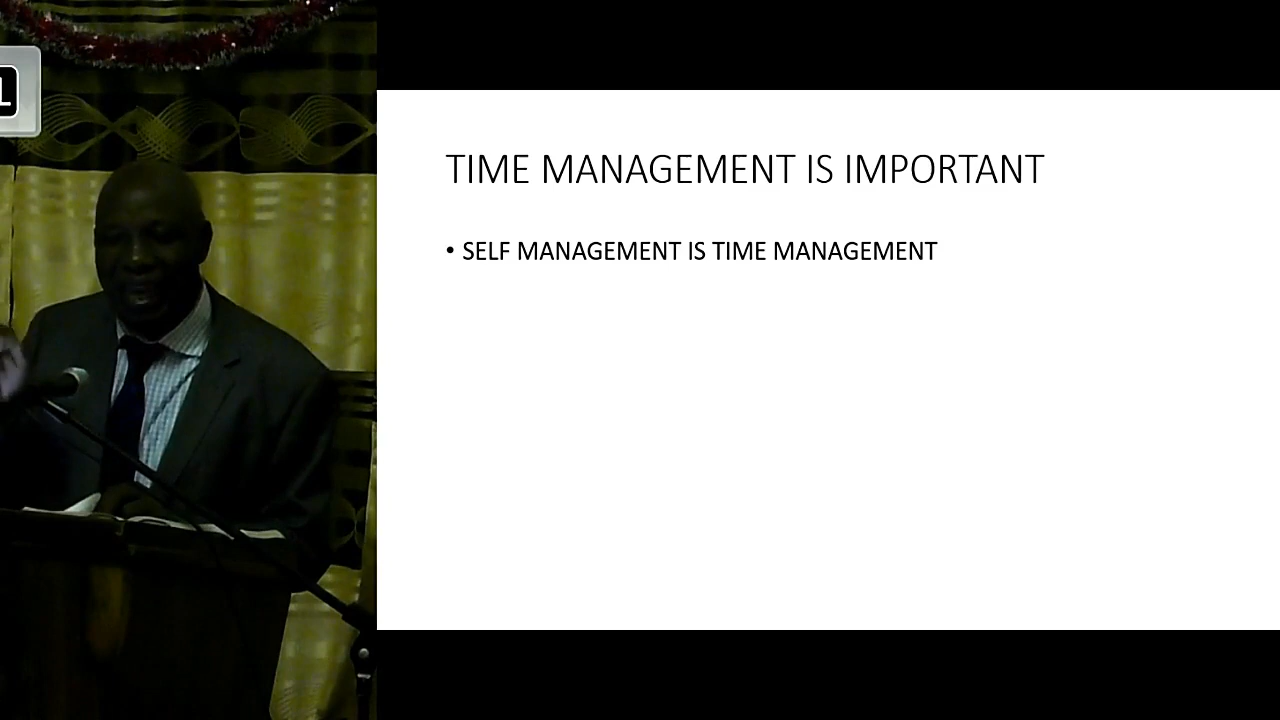 TIME MANAGEMENT IS IMPORTANT
• SELF MANAGEMENT IS TIME MANAGEMENT